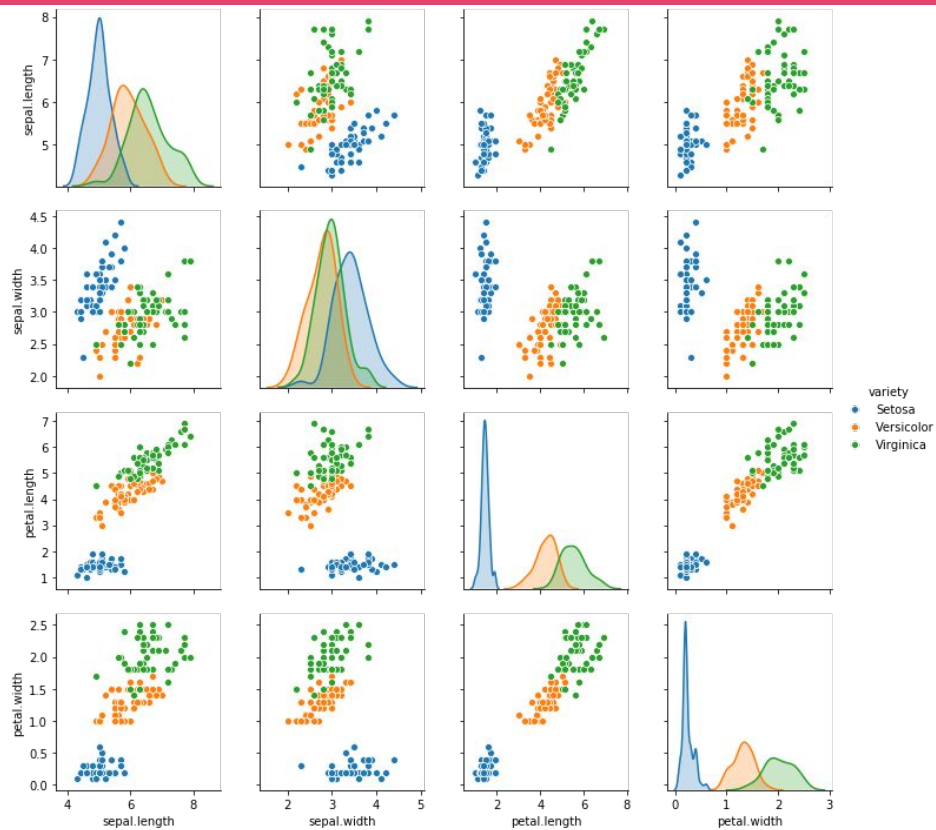 8
7
6
5
sepal.length
4
6
8
4.5
4.0
3.5
3.0
2.5
2.0
sepal.width
variety
Setosa
Versicolor
Virginica
7
6
5
4
3
2
1
petal.length
2.5
2.0
1.5
1.0
0.5
0.0
petal.width
4 6 8
2 3 4 5
2 4 6 8
0 1 2 3
sepal.length
sepal.width
petal.length
petal.width